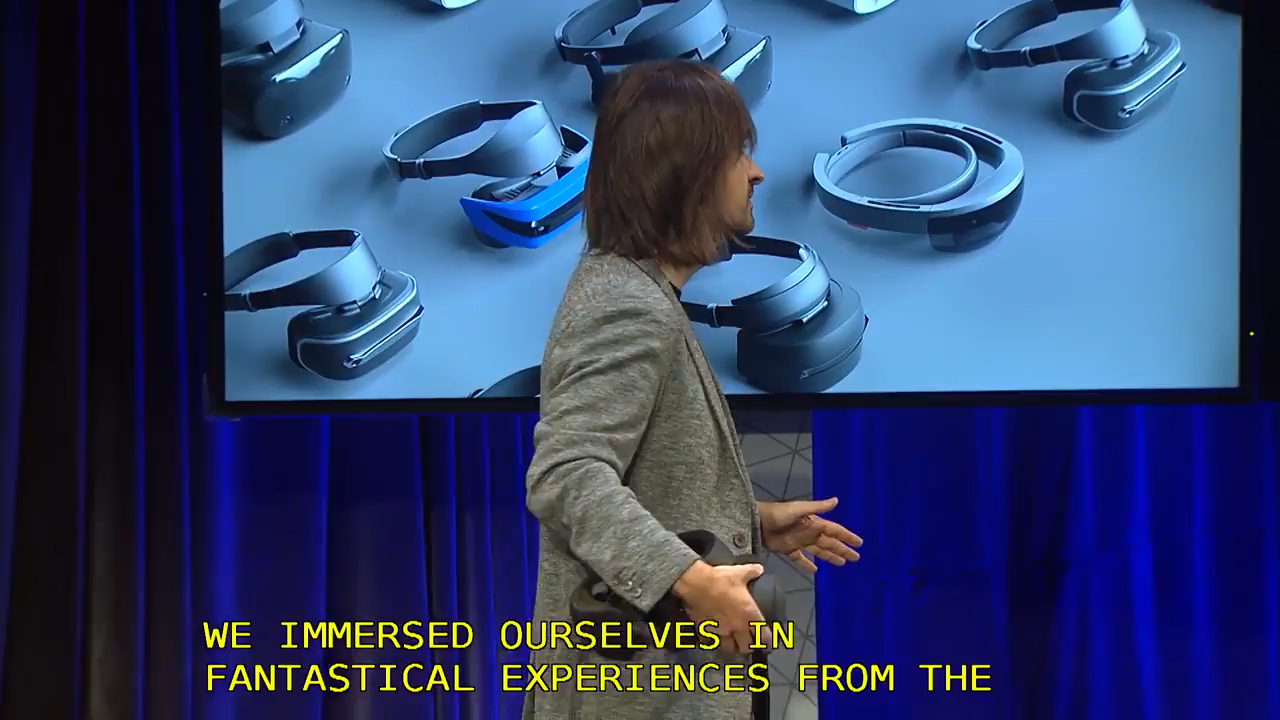 WE IMMERSED OURSELVES IN
FANTASTICAL EXPERIENCES FROM THE